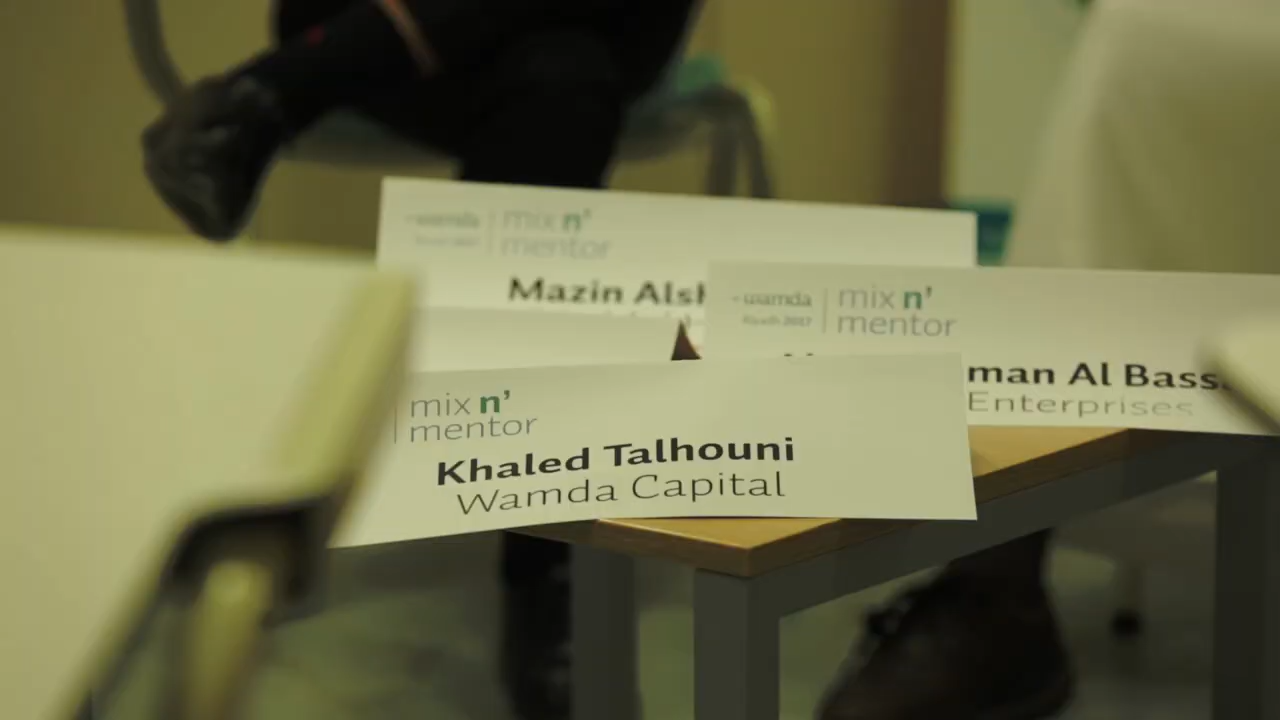 wamda
mix n'
mentor
Mazin Alsh
wamda
Riyadh 2017
mix n'
mentor
man Al Bass
Enterprises
mix n'
mentor
Khaled Talhouni
Wamda Capital